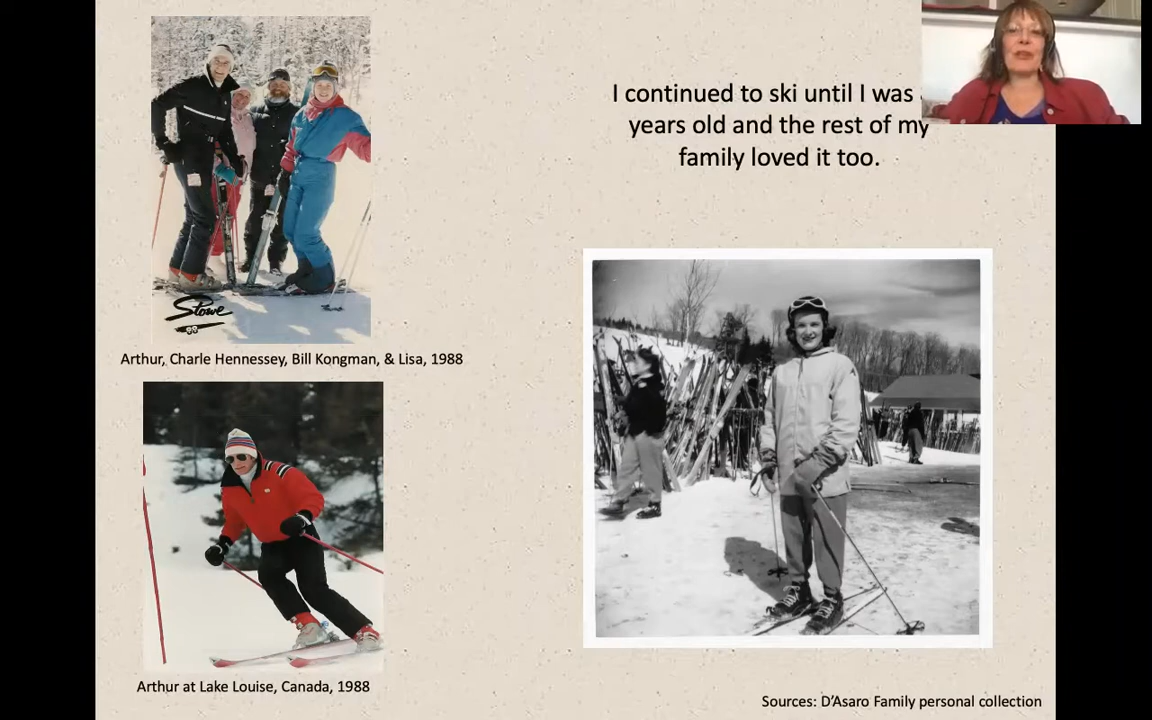 I continued to ski until I was
years old and the rest of my
family loved it too.
Stowe
Arthur, Charle Hennessey, Bill Kongman, & Lisa, 1988
Arthur at Lake Louise, Canada, 1988
Sources: D'Asaro Family personal collection